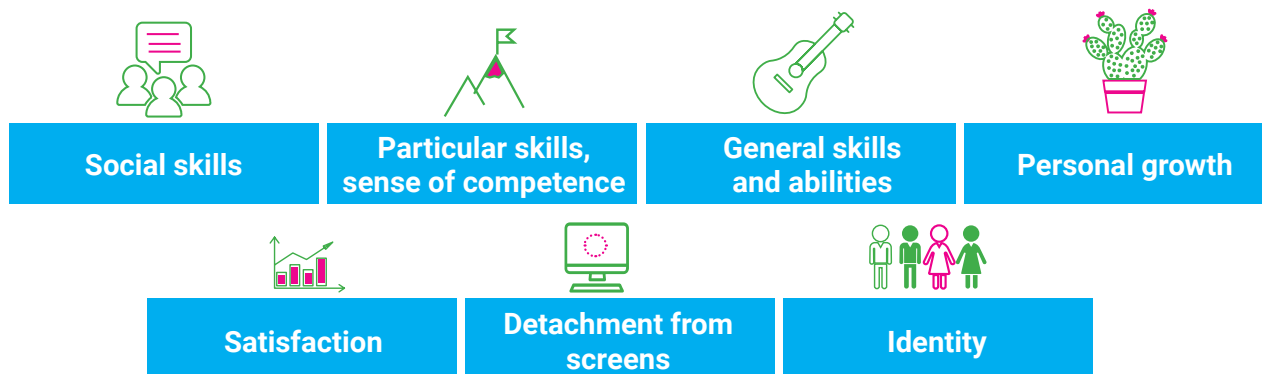 Social skills
Particular skills,
sense of competence
General skills
and abilities
Personal growth
Satisfaction
Detachment from
screens
Identity